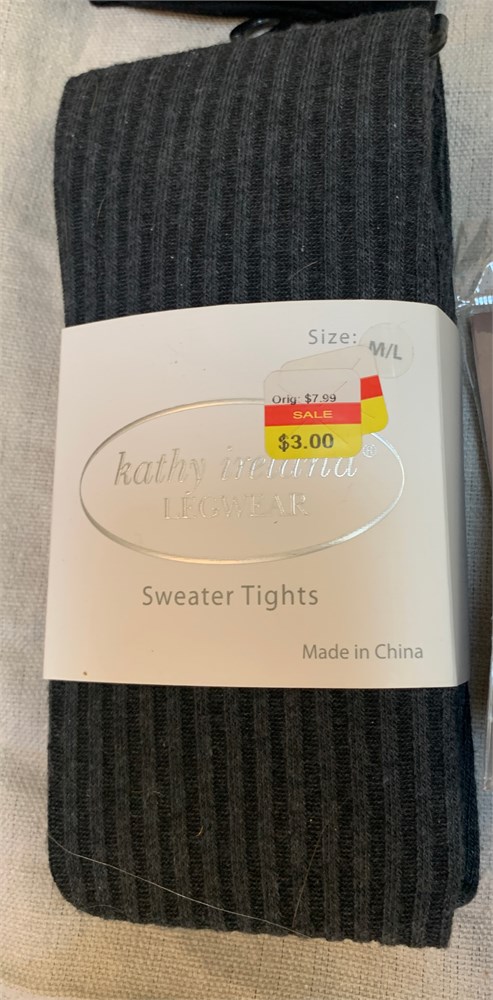 Size: M/L
Orig: $7.99
SALE
$3.00
kathy ireland®
LEGWEAR
Sweater Tights
Made in China